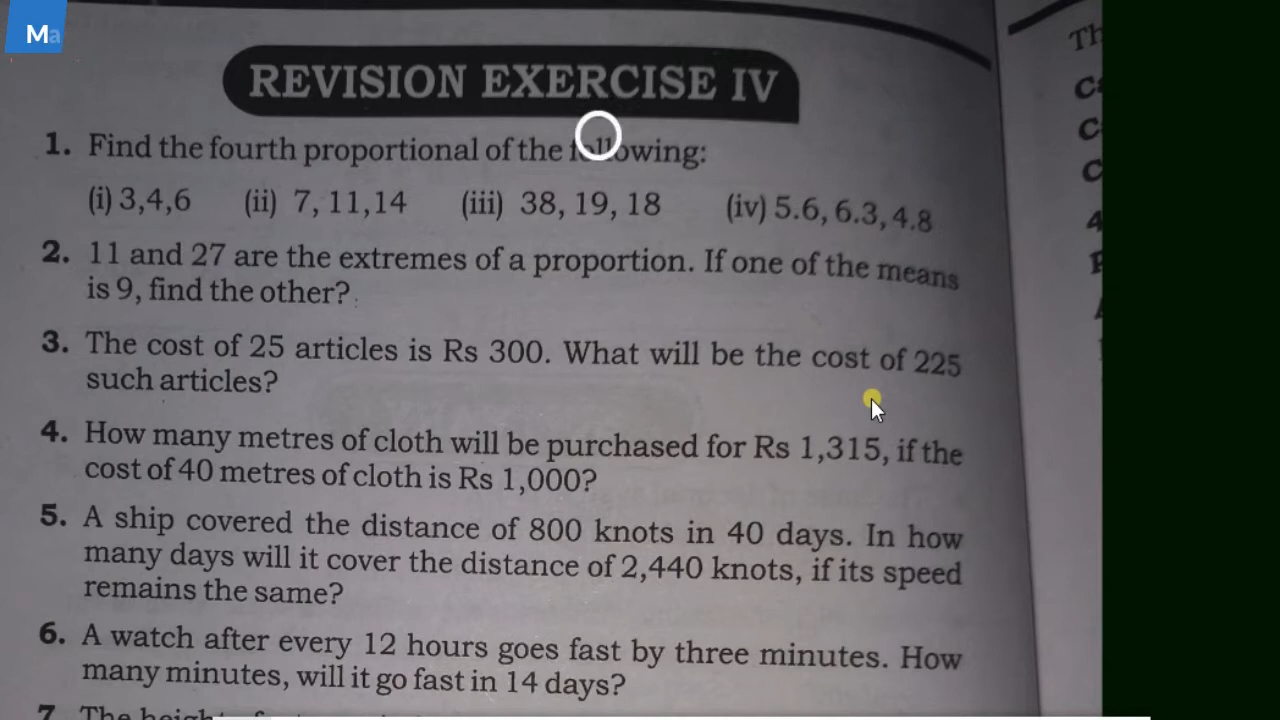 Ma
REVISION EXERCISE IV
1. Find the fourth proportional of the following:
(i) 3,4,6 (ii) 7, 11,14 (iii) 38, 19, 18 (iv) 5.6, 6.3, 4.8
2. 11 and 27 are the extremes of a proportion. If one of the means
is 9, find the other?
3. The cost of 25 articles is Rs 300. What will be the cost of 225
such articles?
4. How many metres of cloth will be purchased for Rs 1,315, if the
cost of 40 metres of cloth is Rs 1,000?
5. A ship covered the distance of 800 knots in 40 days. In how
many days will it cover the distance of 2,440 knots, if its speed
remains the same?
6. A watch after every 12 hours goes fast by three minutes. How
many minutes, will it go fast in 14 days?
7. The
Th
4